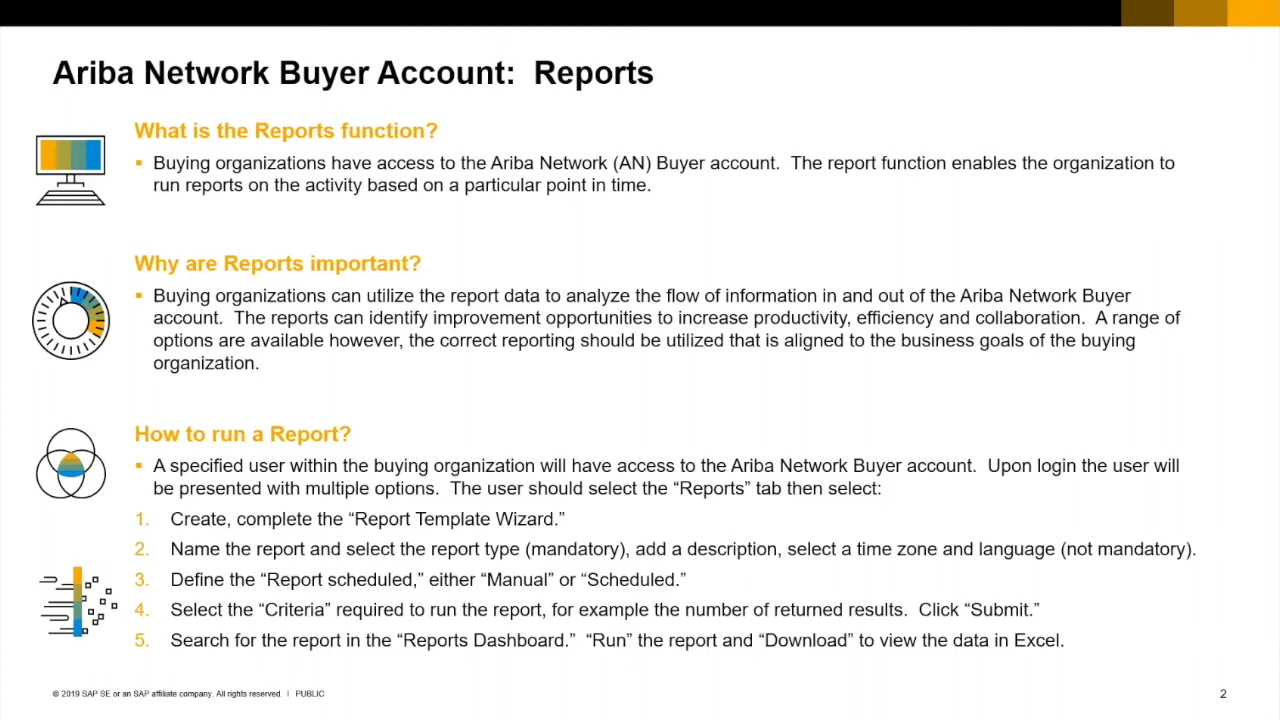 Ariba Network Buyer Account:  Reports
What is the Reports function?
▪ Buying organizations have access to the Ariba Network (AN) Buyer account.  The report function enables the organization to
run reports on the activity based on a particular point in time.
Why are Reports important?
▪ Buying organizations can utilize the report data to analyze the flow of information in and out of the Ariba Network Buyer
account.  The reports can identify improvement opportunities to increase productivity, efficiency and collaboration.  A range of
options are available however, the correct reporting should be utilized that is aligned to the business goals of the buying
organization.
How to run a Report?
▪ A specified user within the buying organization will have access to the Ariba Network Buyer account.  Upon login the user will
be presented with multiple options.  The user should select the “Reports” tab then select:
1. Create, complete the “Report Template Wizard.”
2. Name the report and select the report type (mandatory), add a description, select a time zone and language (not mandatory).
3. Define the “Report scheduled,” either “Manual” or “Scheduled.”
4. Select the “Criteria” required to run the report, for example the number of returned results.  Click “Submit.”
5. Search for the report in the “Reports Dashboard.”  “Run” the report and “Download” to view the data in Excel.
© 2019 SAP SE or an SAP affiliate company. All rights reserved.  |  PUBLIC
2